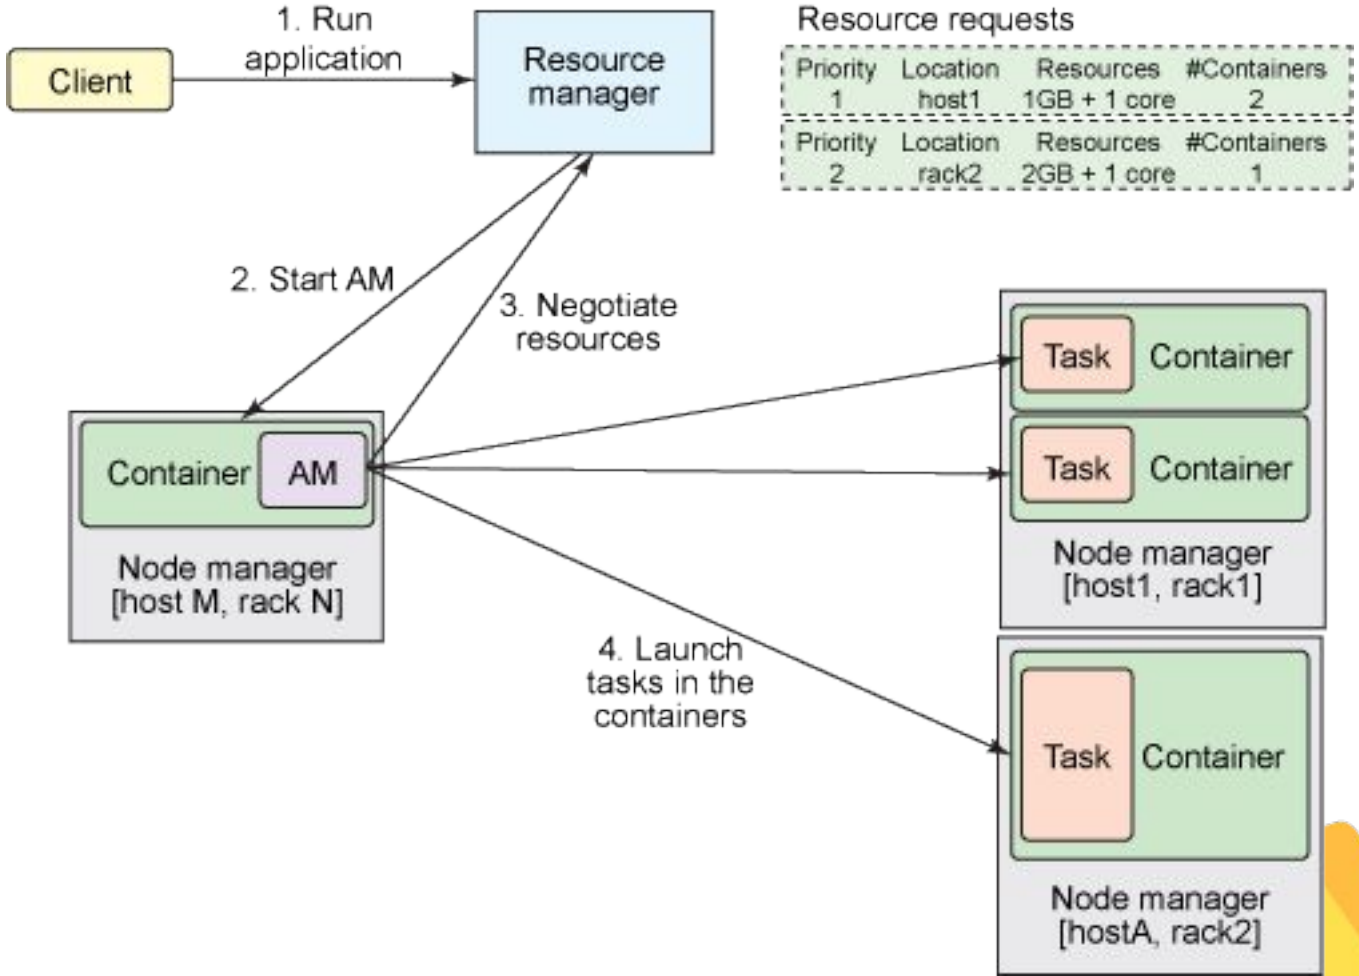 1. Run
application
Client
Resource
manager
Resource requests
Priority Location Resources #Containers
1 host1 1GB + 1 core 2
Priority Location Resources #Containers
2 rack2 2GB + 1 core 1
2. Start AM
3. Negotiate
resources
Container AM
Node manager
[host M, rack N]
Task Container
Task Container
Node manager
[host1, rack1]
4. Launch
tasks in the
containers
Task Container
Node manager
[hostA, rack2]